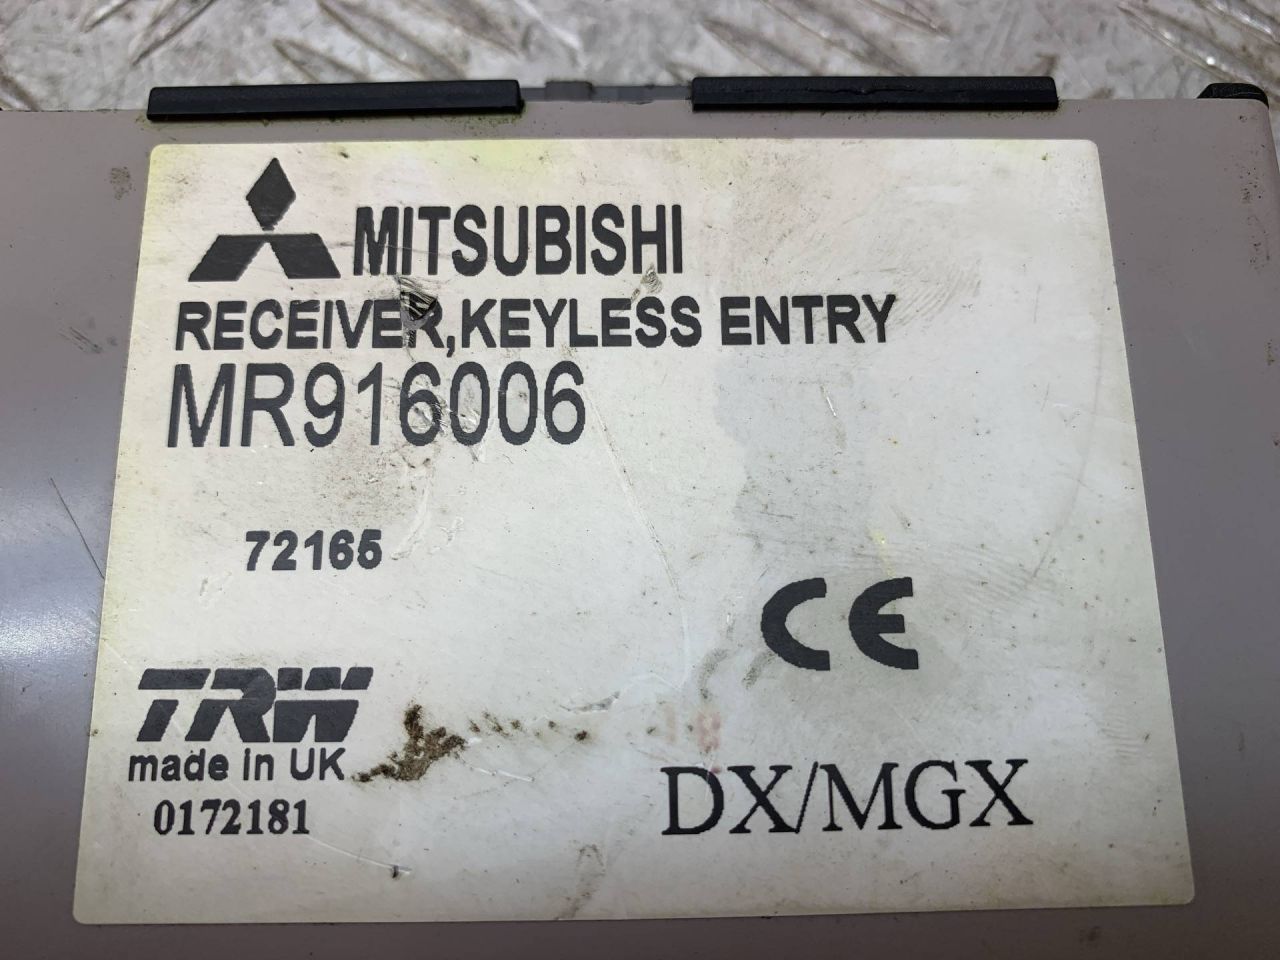 MITSUBISHI
RECEIVER,KEYLESS ENTRY
MR916006
72165
CE
TRW
made in UK
0172181
DX/MGX